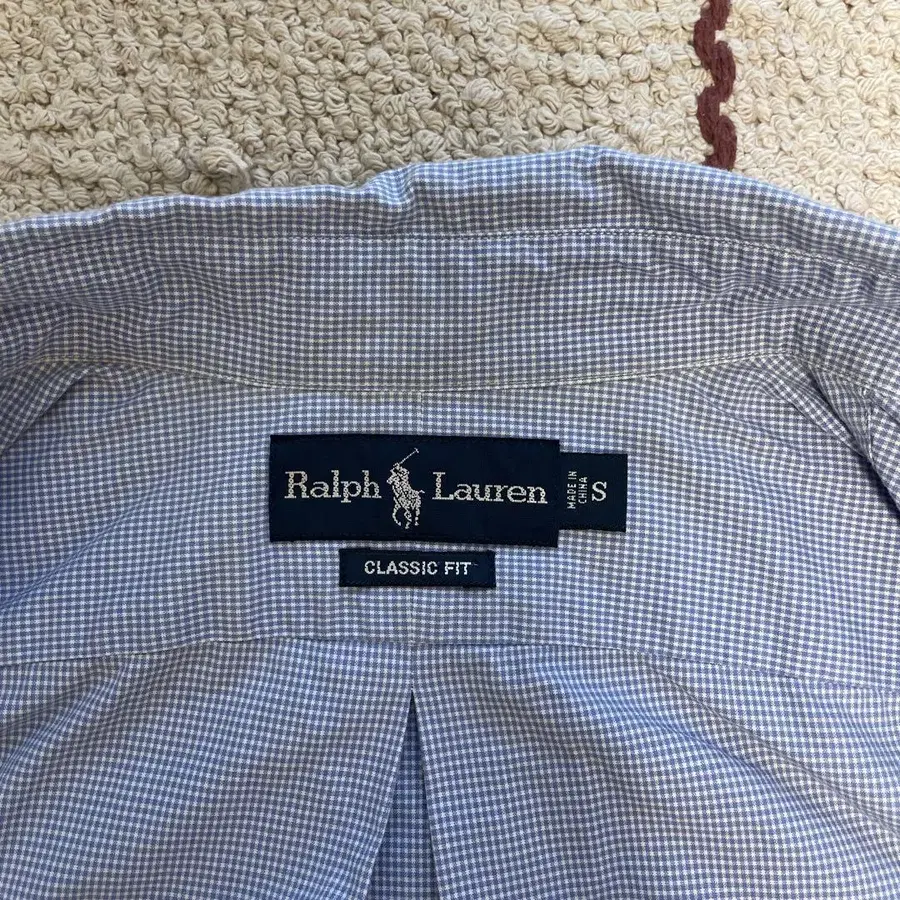 Ralph Lauren
MADE IN
CHINA
S
CLASSIC FIT